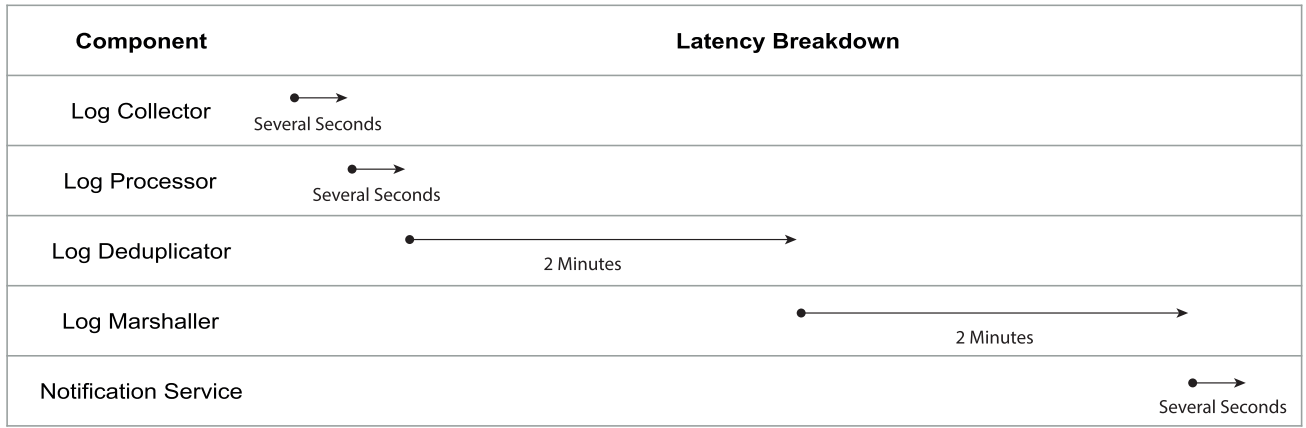 Component
Latency Breakdown
Log Collector
Several Seconds
Log Processor
Several Seconds
Log Deduplicator
2 Minutes
Log Marshaller
2 Minutes
Notification Service
Several Seconds